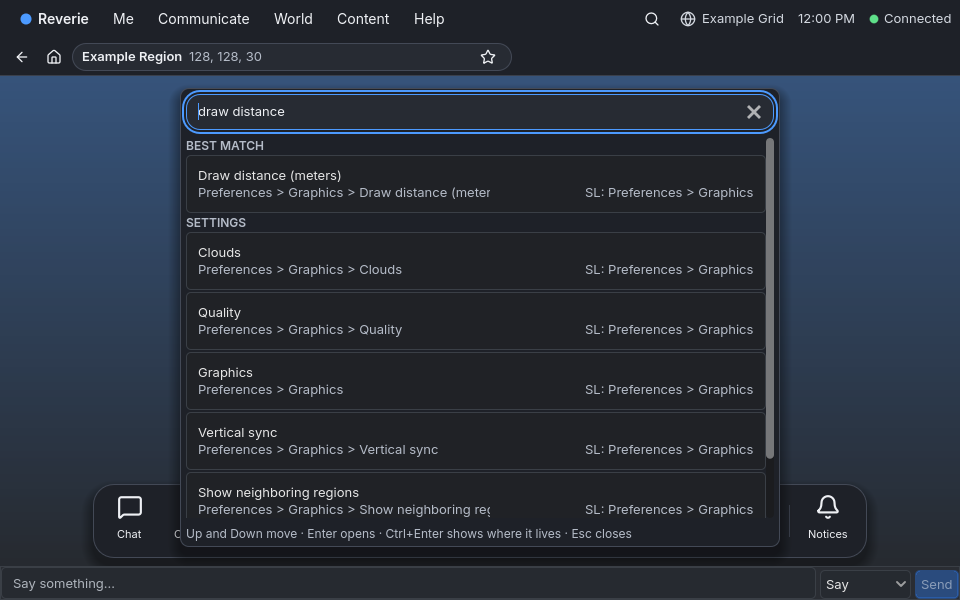 Reverie Me Communicate World Content Help Example Grid 12:00 PM Connected
Example Region 128, 128, 30
draw distance
BEST MATCH
Draw distance (meters)
Preferences > Graphics > Draw distance (meter SL: Preferences > Graphics
SETTINGS
Clouds
Preferences > Graphics > Clouds SL: Preferences > Graphics
Quality
Preferences > Graphics > Quality SL: Preferences > Graphics
Graphics
Preferences > Graphics SL: Preferences > Graphics
Vertical sync
Preferences > Graphics > Vertical sync SL: Preferences > Graphics
Show neighboring regions
Preferences > Graphics > Show neighboring reg SL: Preferences > Graphics
Chat Notices
Up and Down move · Enter opens · Ctrl+Enter shows where it lives · Esc closes
Say something... Say Send